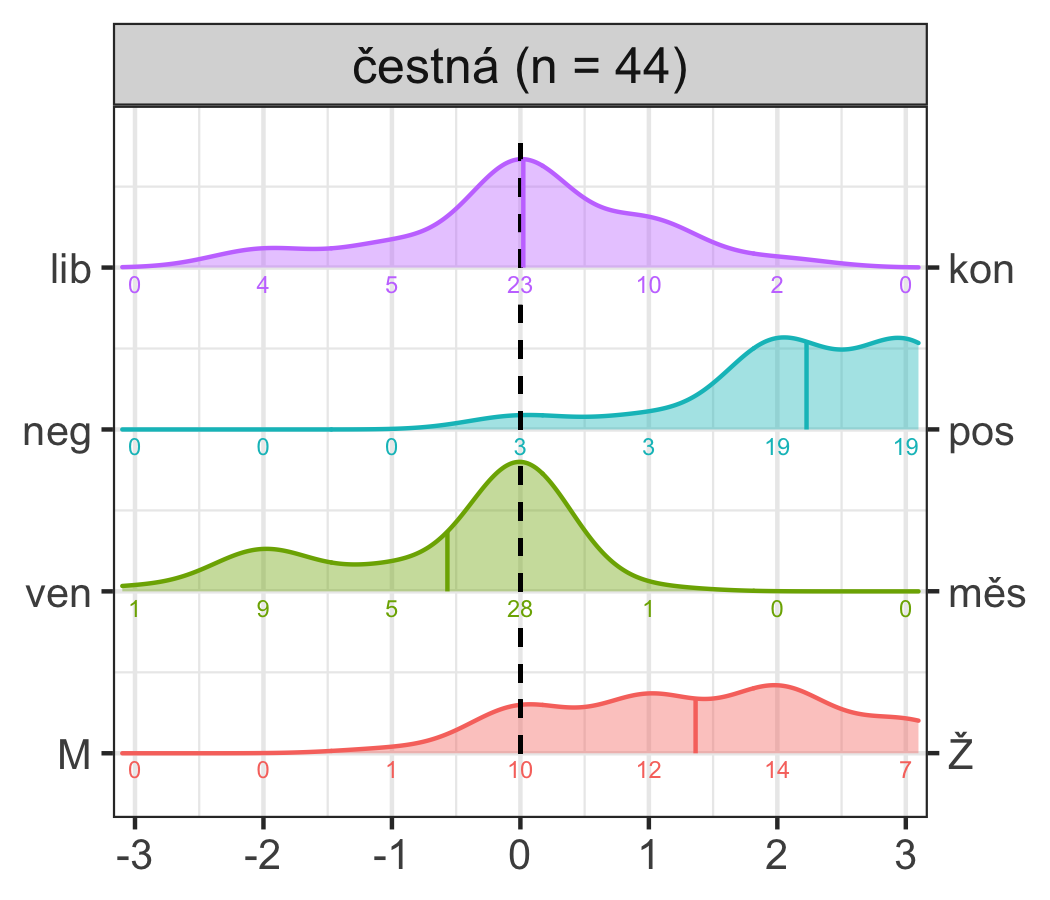 čestná (n = 44)
lib kon
0 4 5 23 10 2 0
neg pos
0 0 0 3 3 19 19
ven měs
1 9 5 28 1 0 0
M Ž
0 0 1 10 12 14 7
-3 -2 -1 0 1 2 3